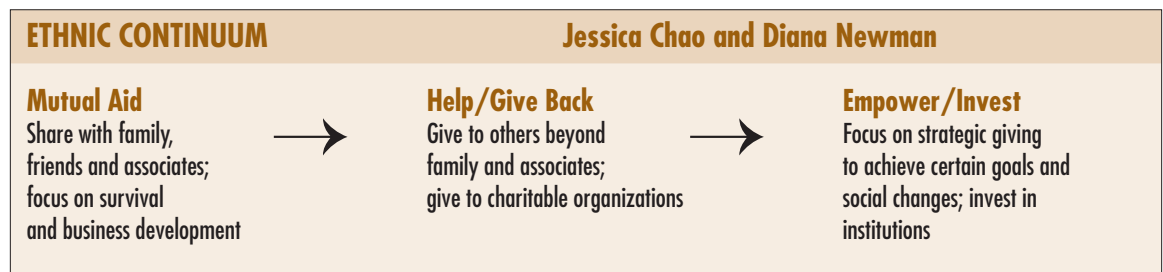 ETHNIC CONTINUUM
Jessica Chao and Diana Newman
Mutual Aid
Share with family,
friends and associates;
focus on survival
and business development
Help/Give Back
Give to others beyond
family and associates;
give to charitable organizations
Empower/Invest
Focus on strategic giving
to achieve certain goals and
social changes; invest in
institutions